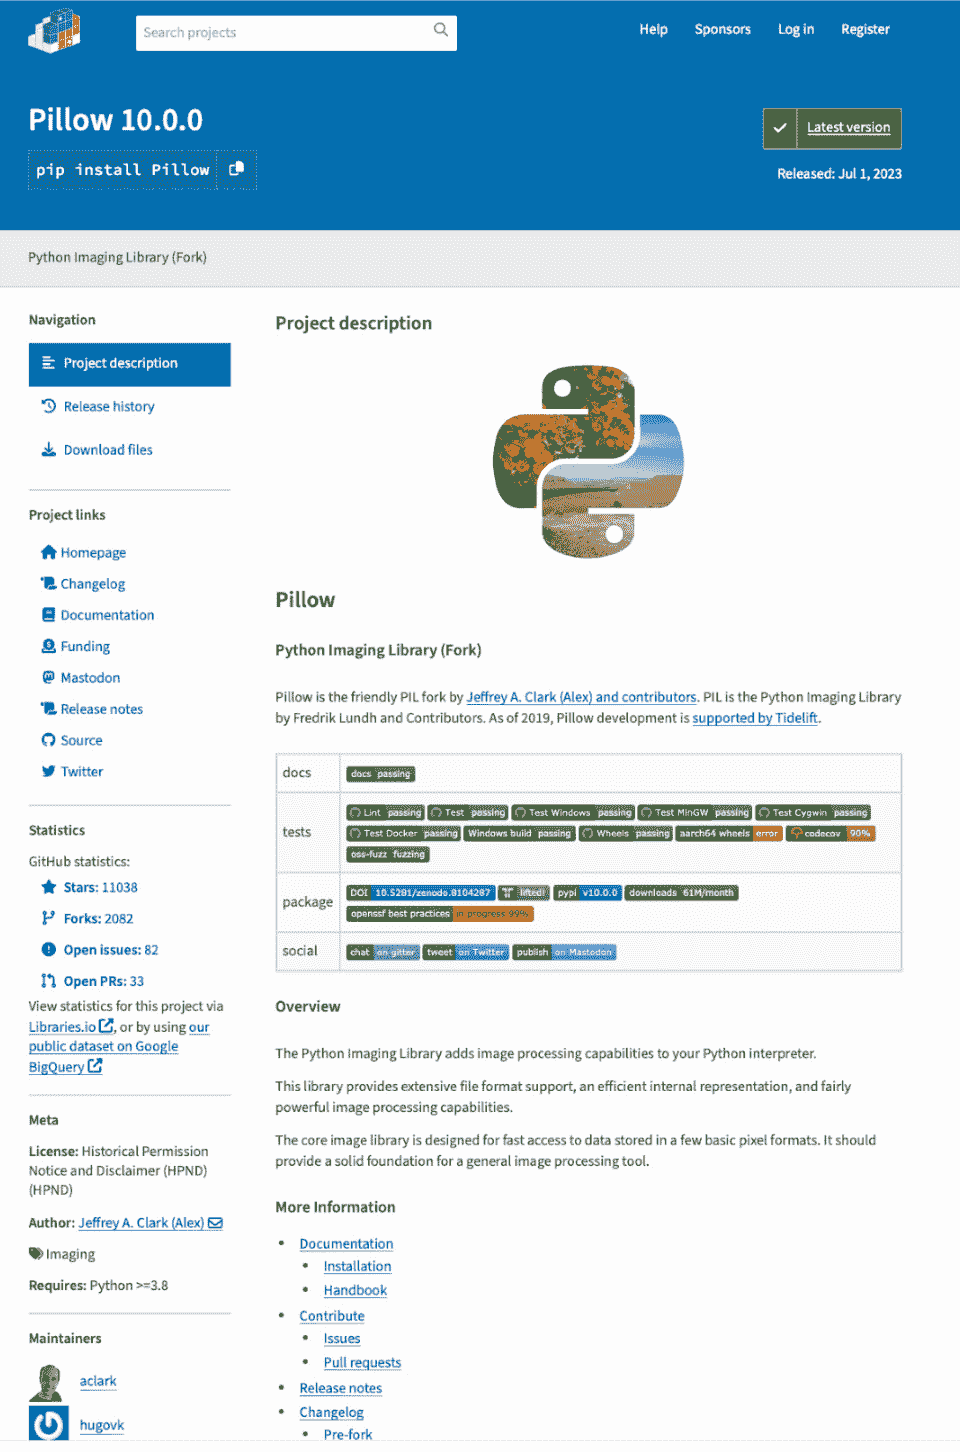 Search projects
Help Sponsors Log in Register
Pillow 10.0.0
pip install Pillow
Latest version
Released: Jul 1, 2023
Python Imaging Library (Fork)
Navigation
Project description
Release history
Download files
Project links
Homepage
Changelog
Documentation
Funding
Mastodon
Release notes
Source
Twitter
Statistics
GitHub statistics:
Stars: 11038
Forks: 2082
Open issues: 82
Open PRs: 33
View statistics for this project via
Libraries.io, or by using our
public dataset on Google
BigQuery
Meta
License: Historical Permission
Notice and Disclaimer (HPND)
(HPND)
Author: Jeffrey A. Clark (Alex)
Imaging
Requires: Python >=3.8
Maintainers
aclark
hugovk
Project description
Pillow
Python Imaging Library (Fork)
Pillow is the friendly PIL fork by Jeffrey A. Clark (Alex) and contributors. PIL is the Python Imaging Library
by Fredrik Lundh and Contributors. As of 2019, Pillow development is supported by Tidelift.
docs docs passing
tests Lint passing Test passing Test Windows passing Test MinGW passing Test Cygwin passing
Test Docker passing Windows build passing Wheels passing aarch64 wheels error codecov 90%
oss-fuzz fuzzing
package DOI 10.5281/zenodo.8104287 lifted! pypi v10.0.0 downloads 61M/month
openssf best practices in progress 99%
social chat on gitter tweet on Twitter publish on Mastodon
Overview
The Python Imaging Library adds image processing capabilities to your Python interpreter.
This library provides extensive file format support, an efficient internal representation, and fairly
powerful image processing capabilities.
The core image library is designed for fast access to data stored in a few basic pixel formats. It should
provide a solid foundation for a general image processing tool.
More Information
Documentation
Installation
Handbook
Contribute
Issues
Pull requests
Release notes
Changelog
Pre-fork